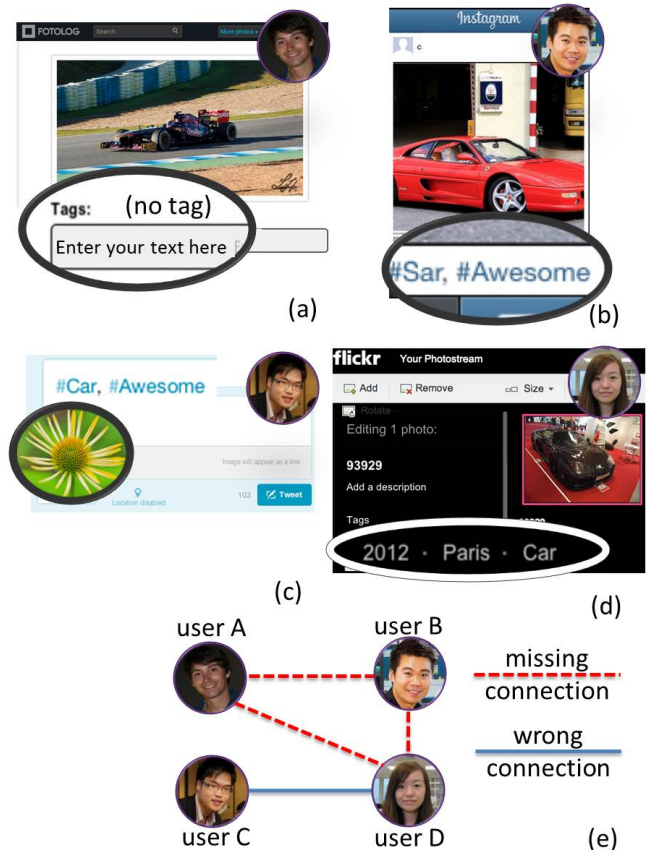 FOTOLOG
Search
More photos
Tags:
(no tag)
Enter your text here
(a)
Instagram
c
Service
#Sar, #Awesome
(b)
#Car, #Awesome
Image will appear as a link
Location disabled
103
Tweet
(c)
flickr
Your Photostream
Add
Remove
Size
Rotate
Editing 1 photo:
93929
Add a description
Tags
2012 · Paris · Car
(d)
user A
user B
missing
connection
wrong
connection
user C
user D
(e)